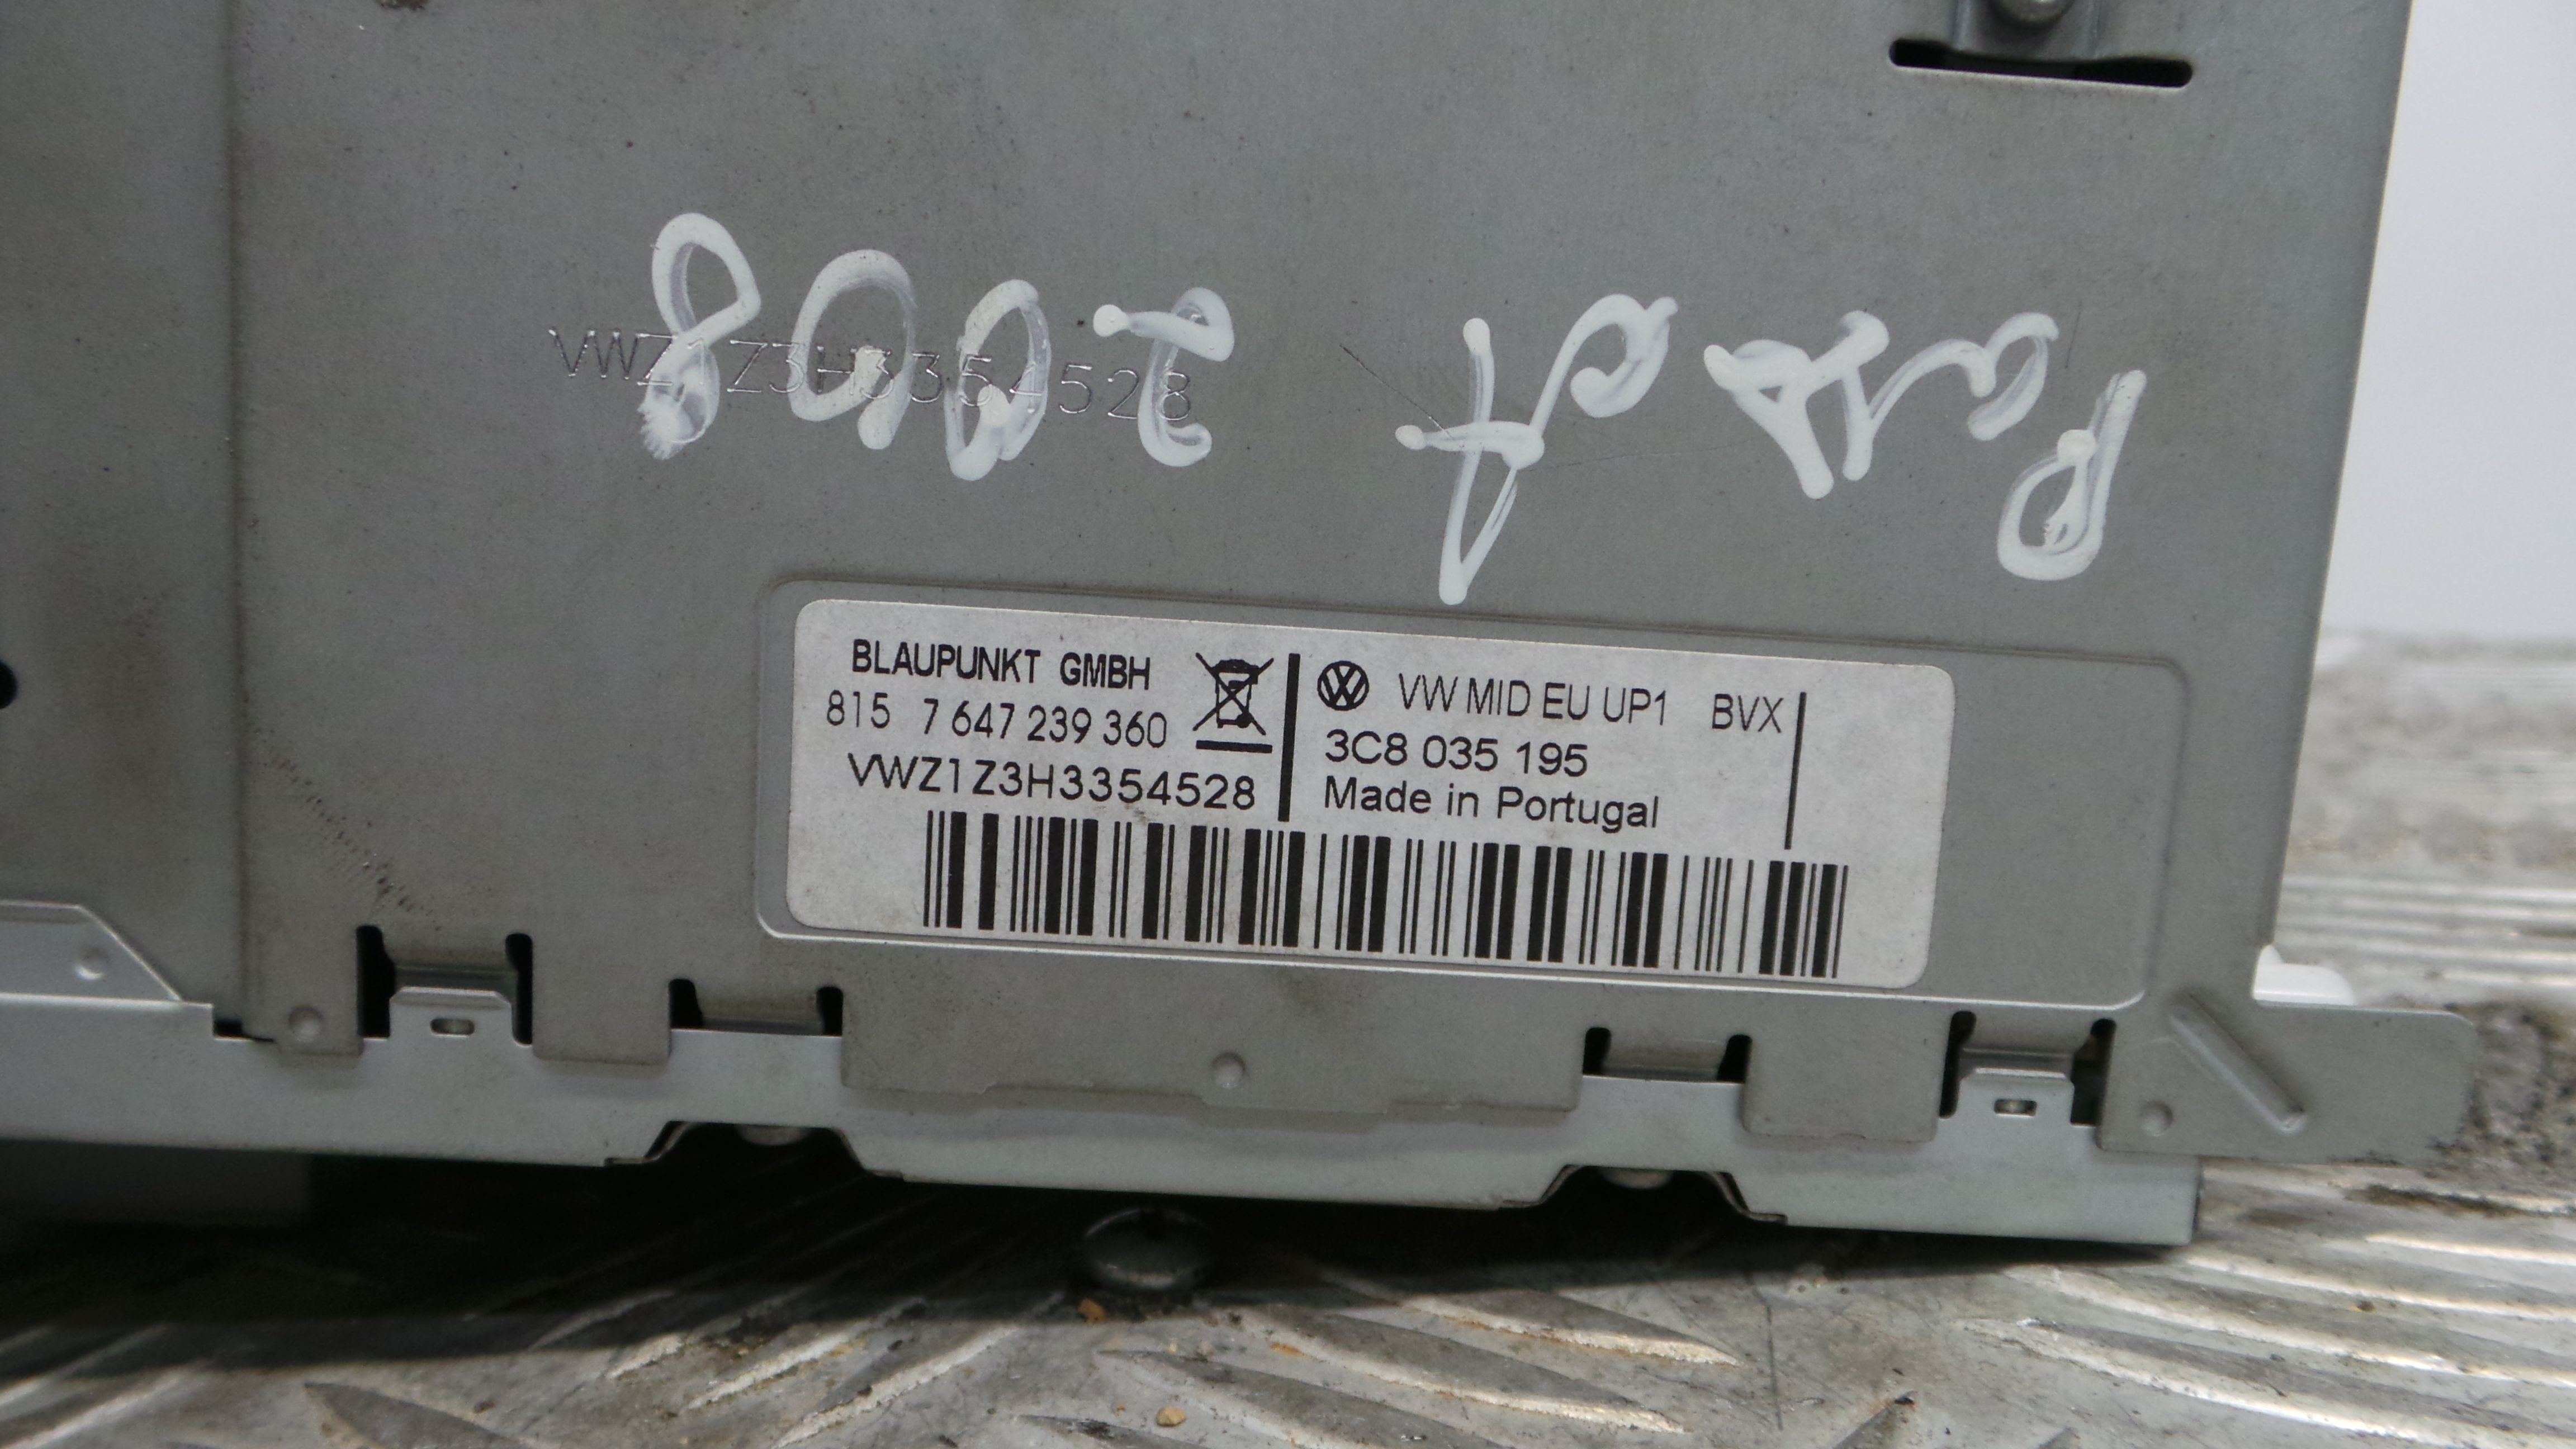 Passat 2008
VWZ1Z3H3354528
BLAUPUNKT GMBH
815 7 647 239 360
VWZ1Z3H3354528
VW MID EU UP1 BVX
3C8 035 195
Made in Portugal